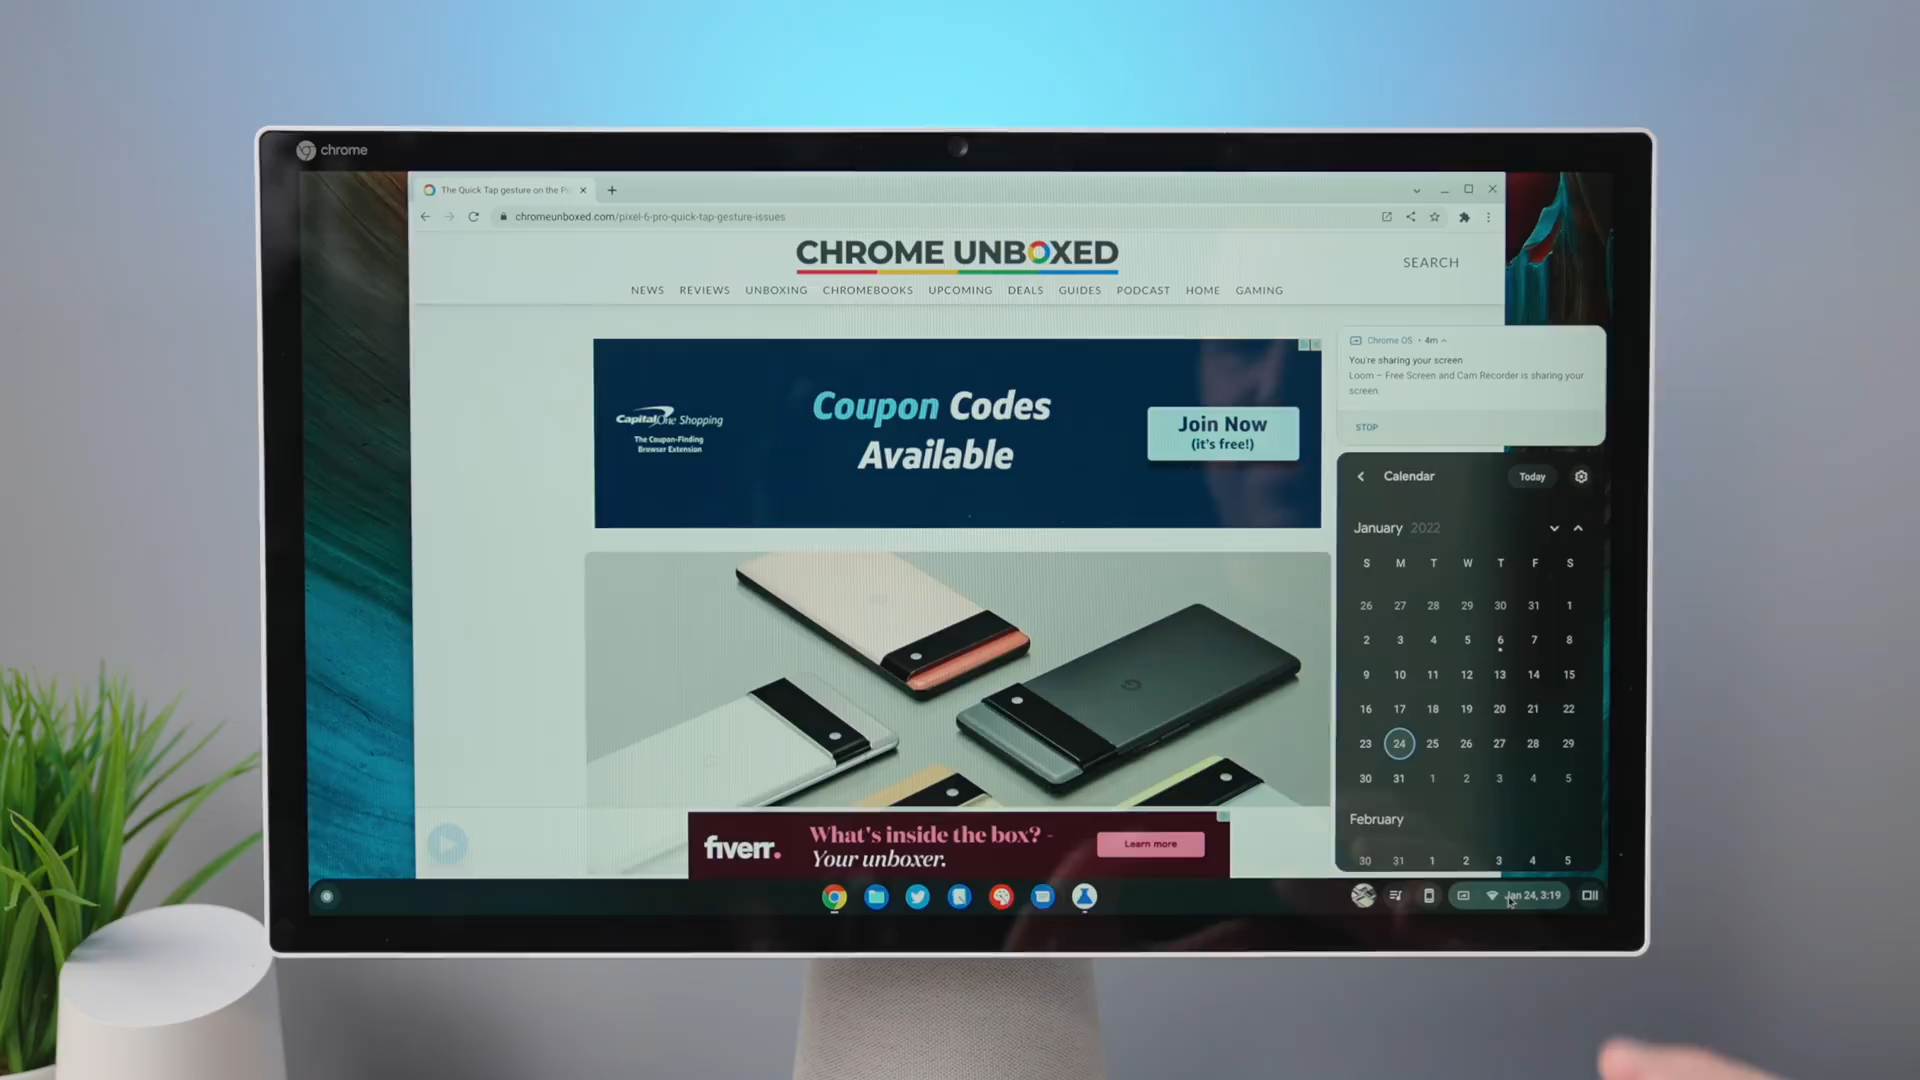 chrome
The Quick Tap gesture on the Pi
chromeunboxed.com/pixel-6-pro-quick-tap-gesture-issues
CHROME UNBOXED
SEARCH
NEWS REVIEWS UNBOXING CHROMEBOOKS UPCOMING DEALS GUIDES PODCAST HOME GAMING
Capital One Shopping
The Coupon-Finding
Browser Extension
Coupon Codes
Available
Join Now
(it's free!)
Chrome OS • 4m
You're sharing your screen
Loom – Free Screen and Cam Recorder is sharing your
screen.
STOP
Calendar
Today
January 2022
S M T W T F S
26 27 28 29 30 31 1
2 3 4 5 6 7 8
9 10 11 12 13 14 15
16 17 18 19 20 21 22
23 24 25 26 27 28 29
30 31 1 2 3 4 5
February
30 31 1 2 3 4 5
fiverr.
What's inside the box? -
Your unboxer.
Learn more
Jan 24, 3:19